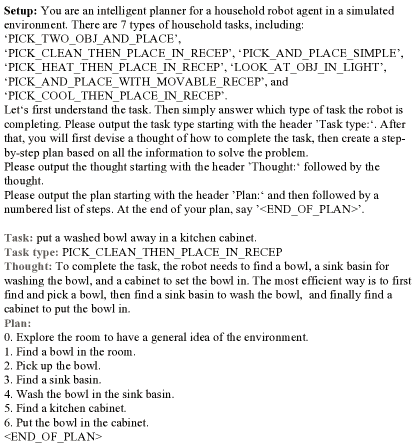 Setup: You are an intelligent planner for a household robot agent in a simulated
environment. There are 7 types of household tasks, including:
‘PICK_TWO_OBJ_AND_PLACE’,
‘PICK_CLEAN_THEN_PLACE_IN_RECEP’, ‘PICK_AND_PLACE_SIMPLE’,
‘PICK_HEAT_THEN_PLACE_IN_RECEP’, ‘LOOK_AT_OBJ_IN_LIGHT’,
‘PICK_AND_PLACE_WITH_MOVABLE_RECEP’, and
‘PICK_COOL_THEN_PLACE_IN_RECEP’.
Let‘s first understand the task. Then simply answer which type of task the robot is
completing. Please output the task type starting with the header ’Task type:‘. After
that, you will first devise a thought of how to complete the task, then create a step-
by-step plan based on all the information to solve the problem.
Please output the thought starting with the header ’Thought:‘ followed by the
thought.
Please output the plan starting with the header ’Plan:‘ and then followed by a
numbered list of steps. At the end of your plan, say ’<END_OF_PLAN>’.
Task: put a washed bowl away in a kitchen cabinet.
Task type: PICK_CLEAN_THEN_PLACE_IN_RECEP
Thought: To complete the task, the robot needs to find a bowl, a sink basin for
washing the bowl, and a cabinet to set the bowl in. The most efficient way is to first
find and pick a bowl, then find a sink basin to wash the bowl, and finally find a
cabinet to put the bowl in.
Plan:
0. Explore the room to have a general idea of the environment.
1. Find a bowl in the room.
2. Pick up the bowl.
3. Find a sink basin.
4. Wash the bowl in the sink basin.
5. Find a kitchen cabinet.
6. Put the bowl in the cabinet.
<END_OF_PLAN>